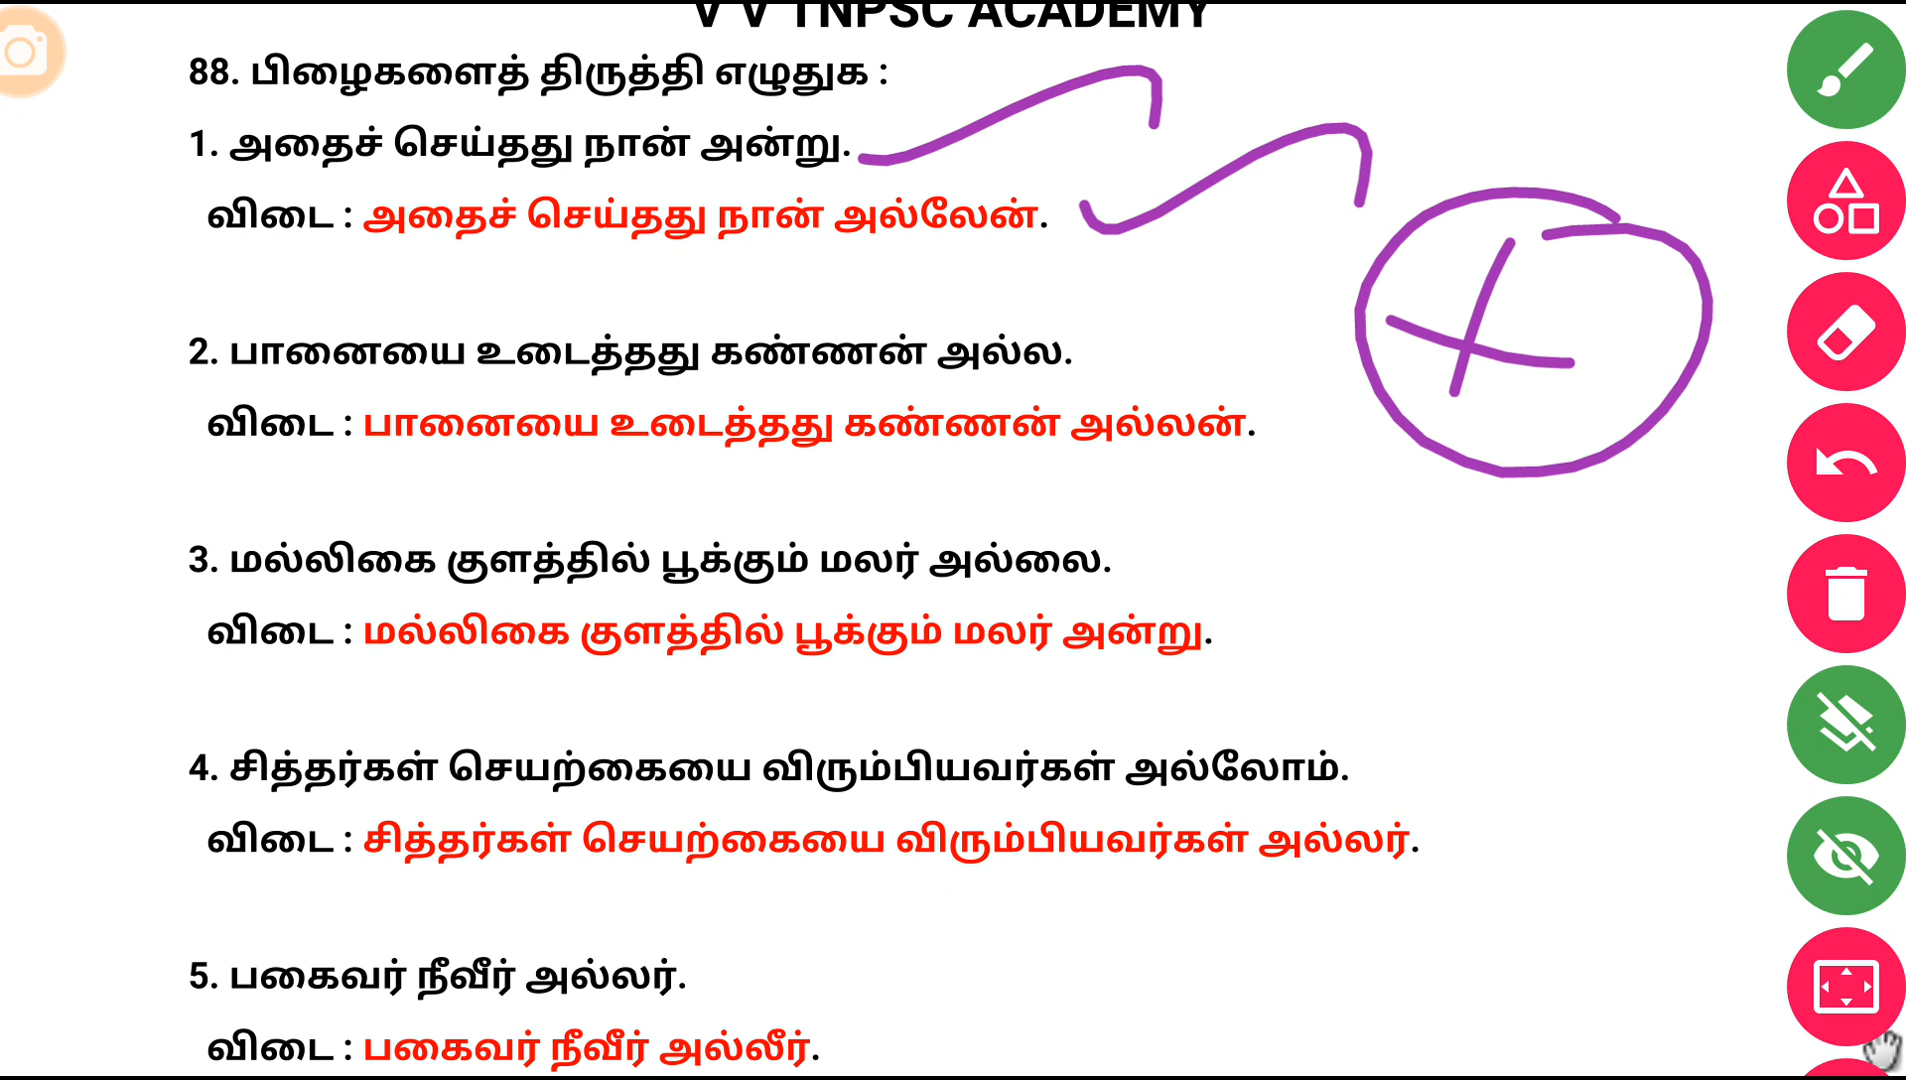 V V TNPSC ACADEMY
88. பிழைகளைத் திருத்தி எழுதுக :
1. அதைச் செய்தது நான் அன்று.
விடை : அதைச் செய்தது நான் அல்லேன்.
2. பானையை உடைத்தது கண்ணன் அல்ல.
விடை : பானையை உடைத்தது கண்ணன் அல்லன்.
3. மல்லிகை குளத்தில் பூக்கும் மலர் அல்லை.
விடை : மல்லிகை குளத்தில் பூக்கும் மலர் அன்று.
4. சித்தர்கள் செயற்கையை விரும்பியவர்கள் அல்லோம்.
விடை : சித்தர்கள் செயற்கையை விரும்பியவர்கள் அல்லர்.
5. பகைவர் நீவீர் அல்லர்.
விடை : பகைவர் நீவீர் அல்லீர்.